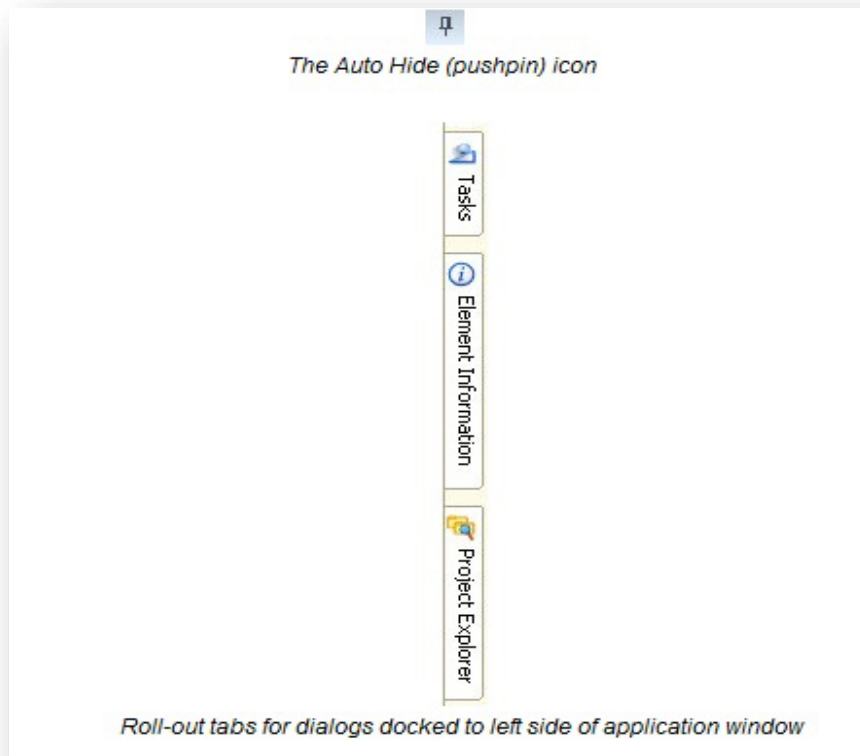 The Auto Hide (pushpin) icon
Tasks
Element Information
Project Explorer
Roll-out tabs for dialogs docked to left side of application window